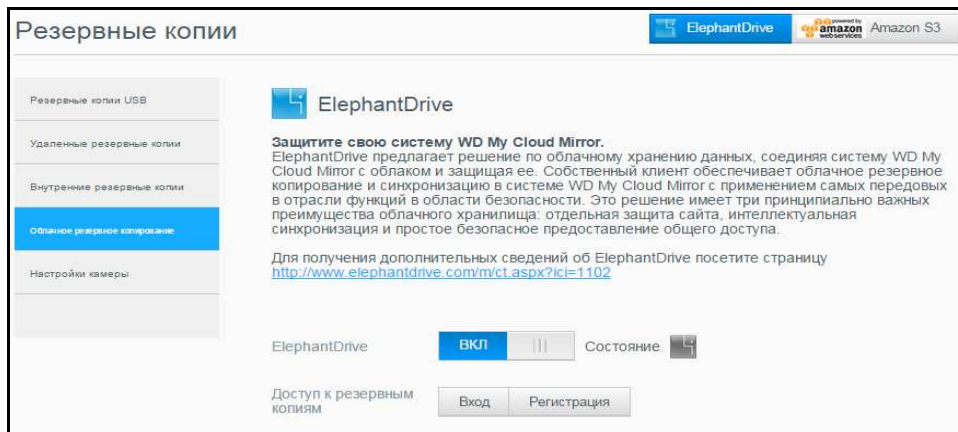 Резервные копии
ElephantDrive
powered by
amazon
webservices
Amazon S3
Резервные копии USB
Удаленные резервные копии
Внутренние резервные копии
Облачное резервное копирование
Настройки камеры
ElephantDrive
Защитите свою систему WD My Cloud Mirror.
ElephantDrive предлагает решение по облачному хранению данных, соединяя систему WD My
Cloud Mirror с облаком и защищая ее. Собственный клиент обеспечивает облачное резервное
копирование и синхронизацию в системе WD My Cloud Mirror с применением самых передовых
в отрасли функций в области безопасности. Это решение имеет три принципиально важных
преимущества облачного хранилища: отдельная защита сайта, интеллектуальная
синхронизация и простое безопасное предоставление общего доступа.
Для получения дополнительных сведений об ElephantDrive посетите страницу
http://www.elephantdrive.com/m/ct.aspx?ici=1102
ElephantDrive
ВКЛ
Состояние
Доступ к резервным
копиям
Вход
Регистрация